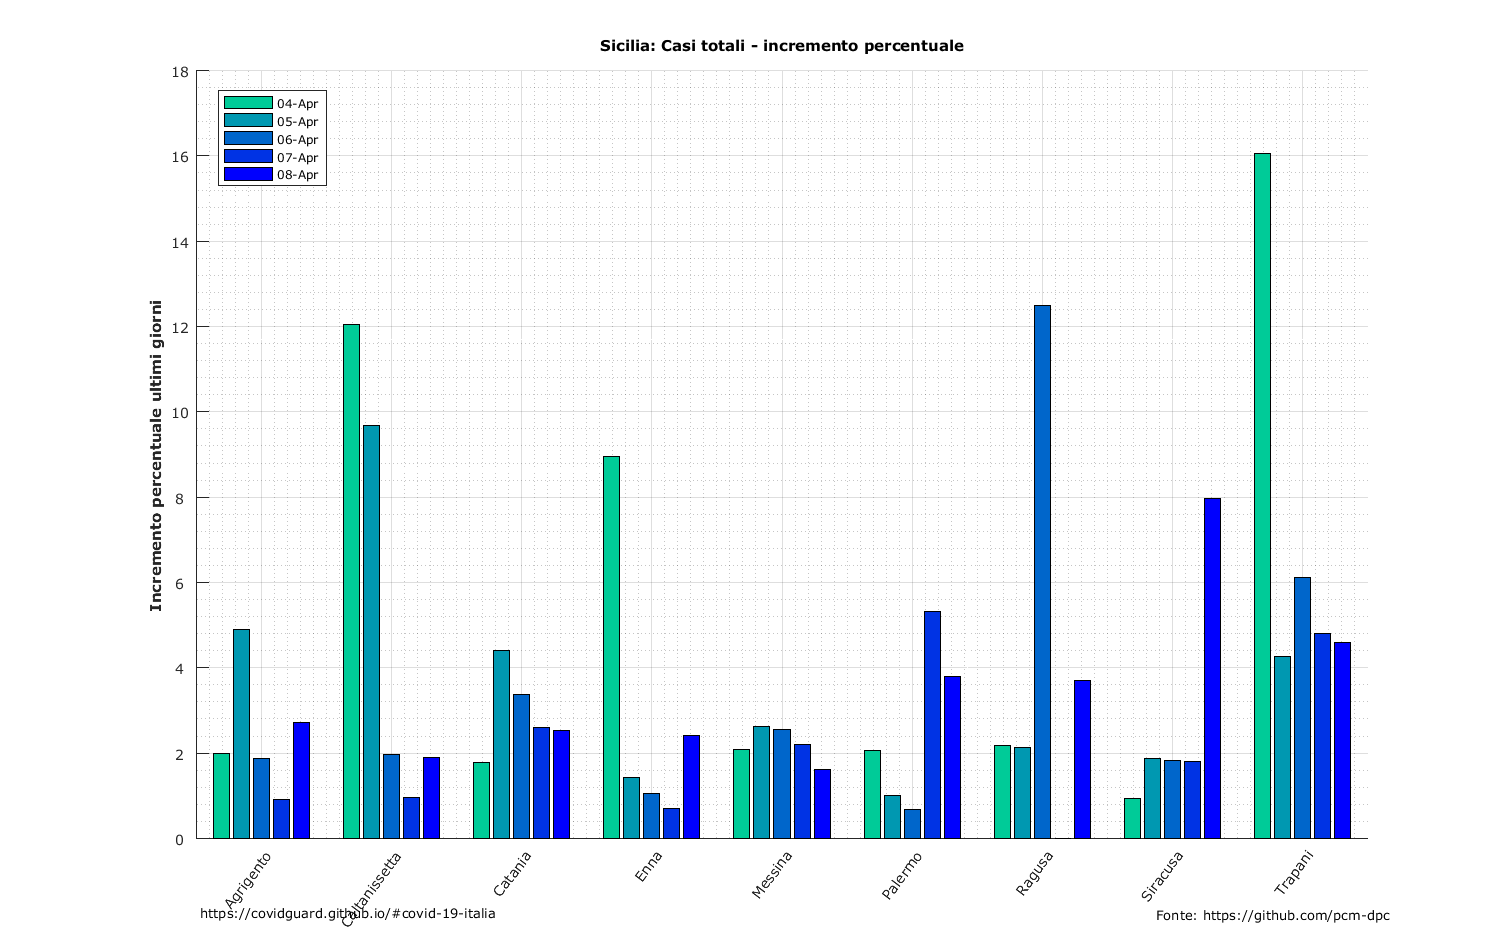 Sicilia: Casi totali - incremento percentuale
Incremento percentuale ultimi giorni
18
16
14
12
10
8
6
4
2
0
04-Apr
05-Apr
06-Apr
07-Apr
08-Apr
Agrigento
Caltanissetta
Catania
Enna
Messina
Palermo
Ragusa
Siracusa
Trapani
https://covidguard.github.io/#covid-19-italia
Fonte: https://github.com/pcm-dpc